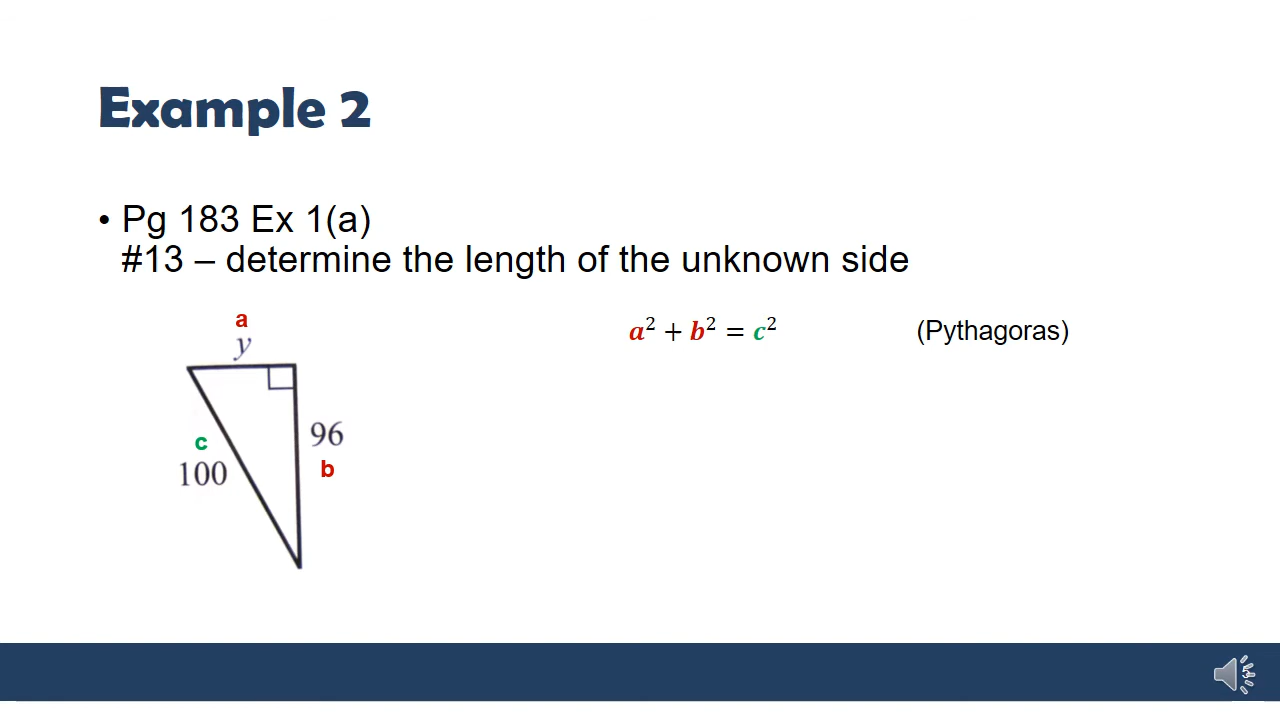 Example 2
• Pg 183 Ex 1(a)
#13 – determine the length of the unknown side
a
y
a² + b² = c² (Pythagoras)
96
c
100
b